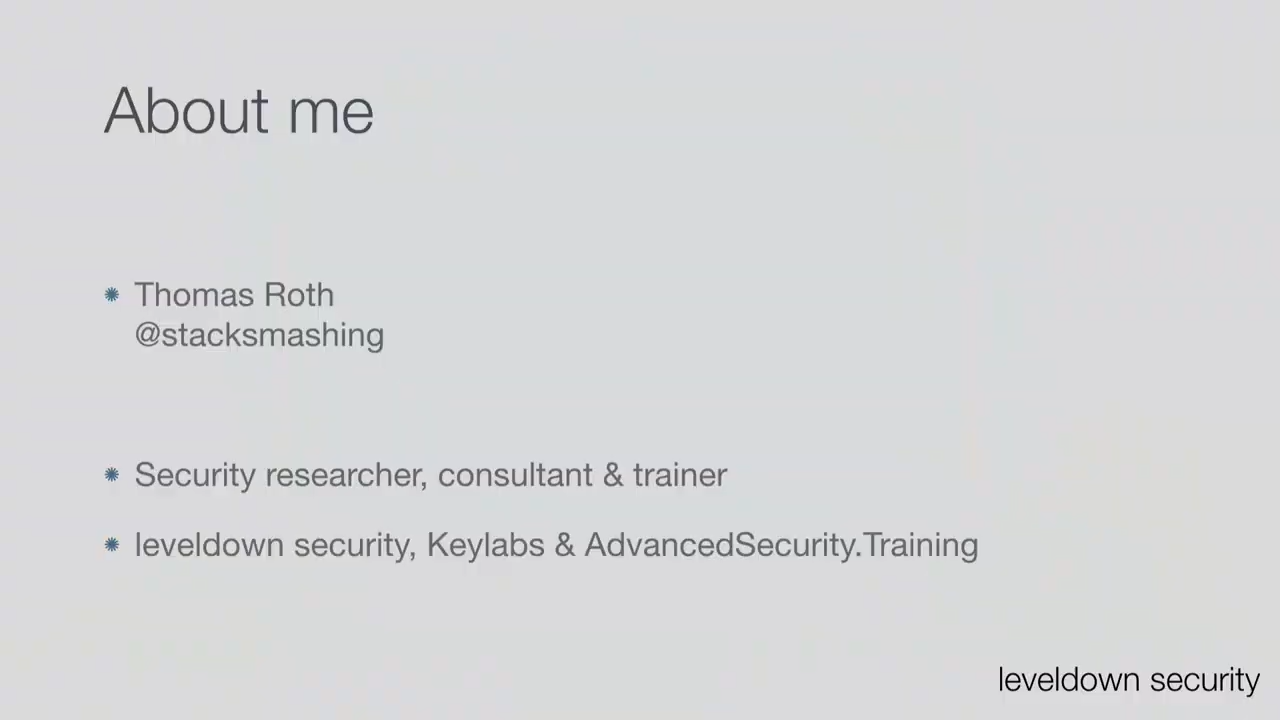 About me
Thomas Roth
@stacksmashing
Security researcher, consultant & trainer
leveldown security, Keylabs & AdvancedSecurity.Training
leveldown security